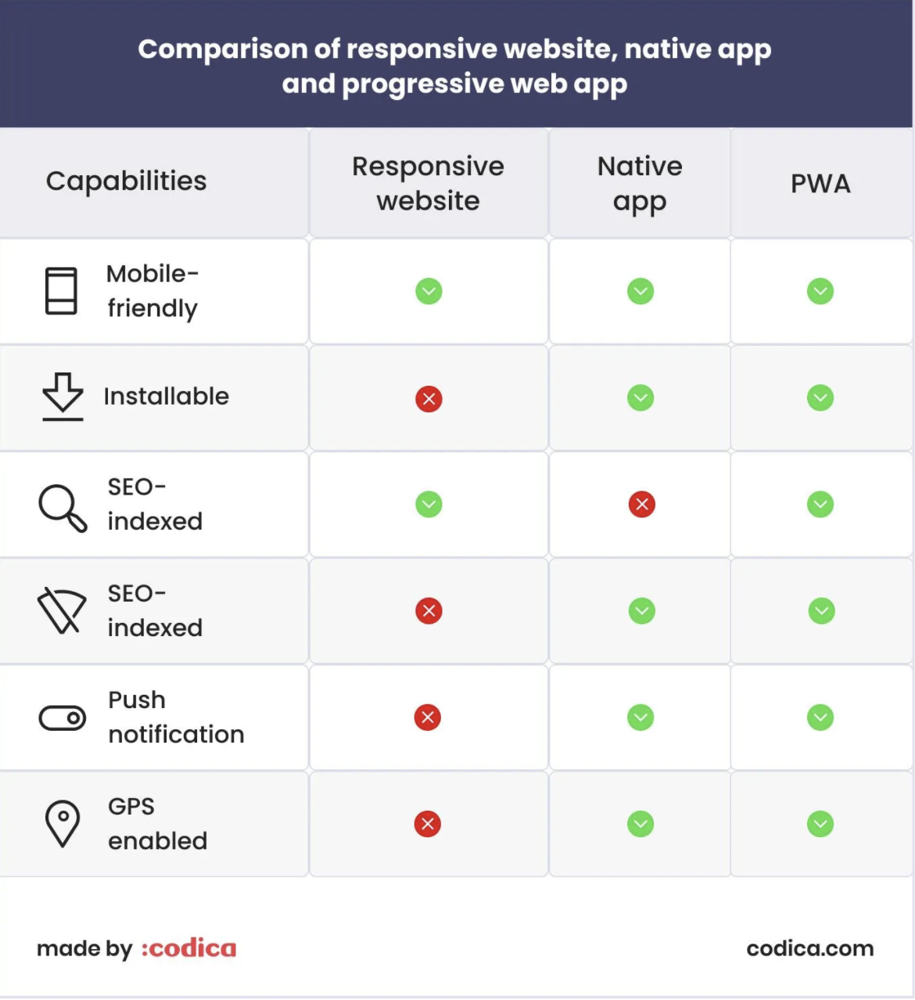 Comparison of responsive website, native app
and progressive web app
Capabilities
Responsive
website
Native
app
PWA
Mobile-
friendly
Installable
SEO-
indexed
SEO-
indexed
Push
notification
GPS
enabled
made by :codica
codica.com